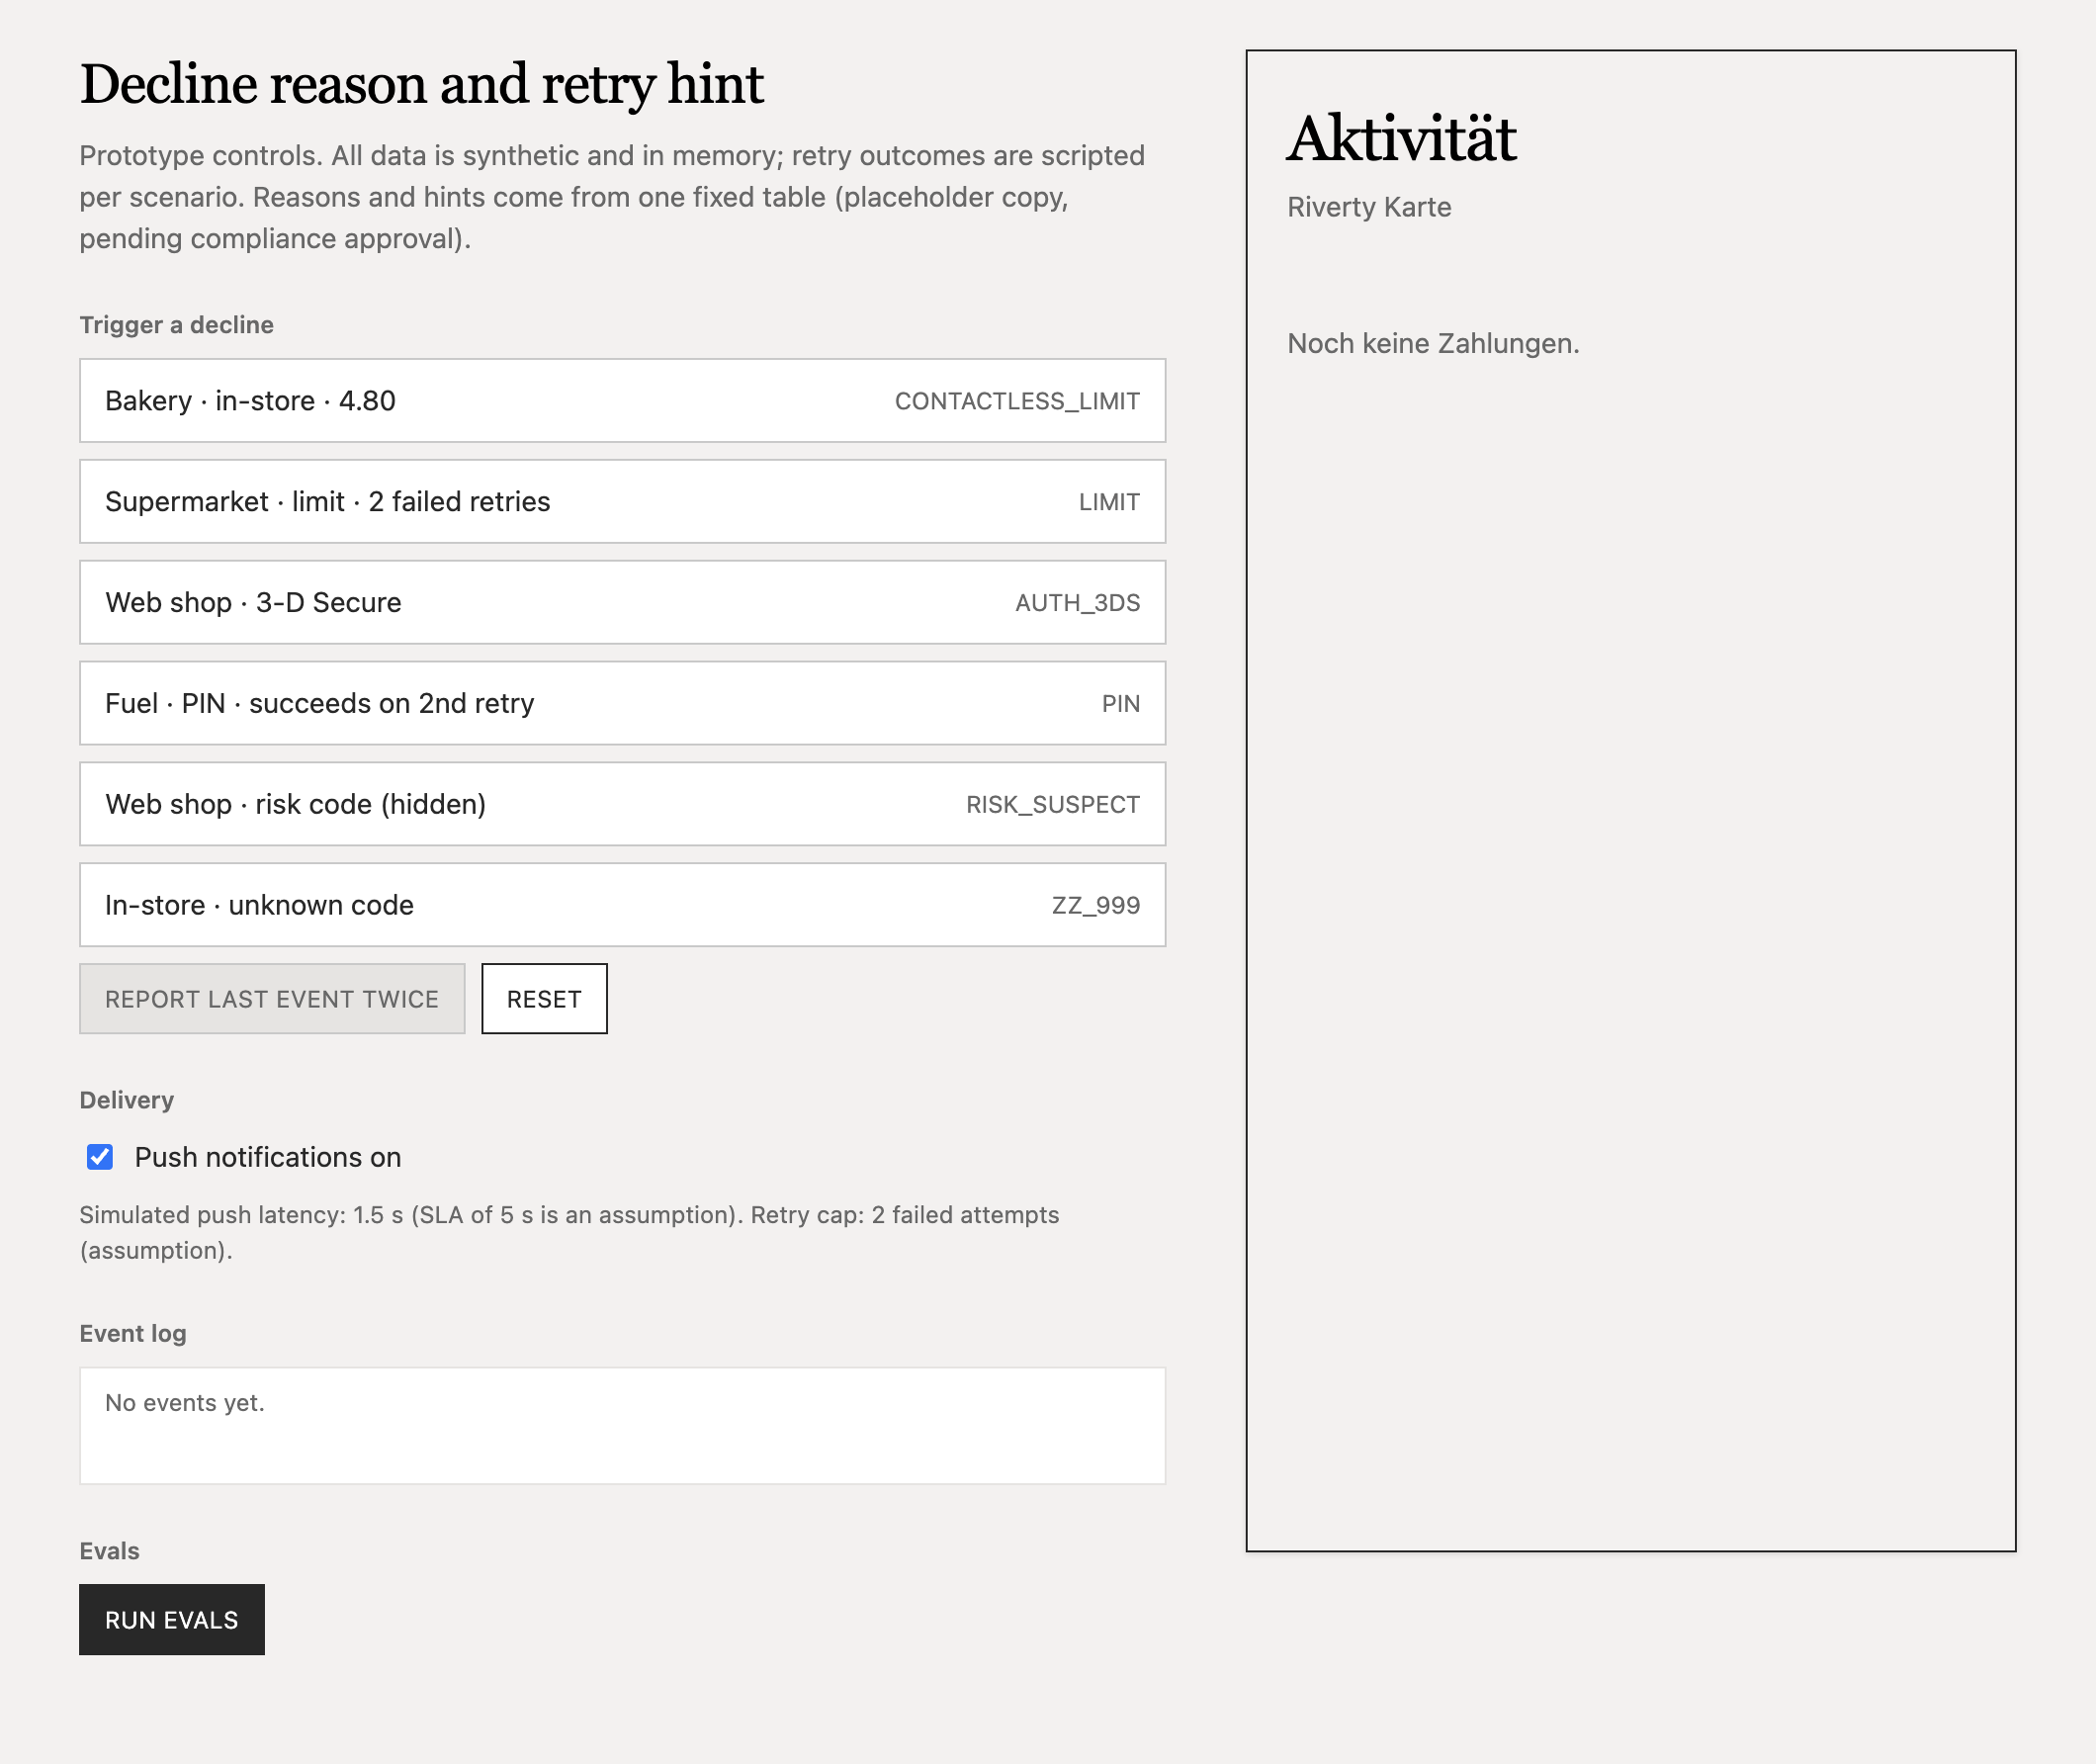 Decline reason and retry hint
Prototype controls. All data is synthetic and in memory; retry outcomes are scripted
per scenario. Reasons and hints come from one fixed table (placeholder copy,
pending compliance approval).
Trigger a decline
Bakery · in-store · 4.80 CONTACTLESS_LIMIT
Supermarket · limit · 2 failed retries LIMIT
Web shop · 3-D Secure AUTH_3DS
Fuel · PIN · succeeds on 2nd retry PIN
Web shop · risk code (hidden) RISK_SUSPECT
In-store · unknown code ZZ_999
REPORT LAST EVENT TWICE RESET
Delivery
Push notifications on
Simulated push latency: 1.5 s (SLA of 5 s is an assumption). Retry cap: 2 failed attempts
(assumption).
Event log
No events yet.
Evals
RUN EVALS
Aktivität
Riverty Karte
Noch keine Zahlungen.